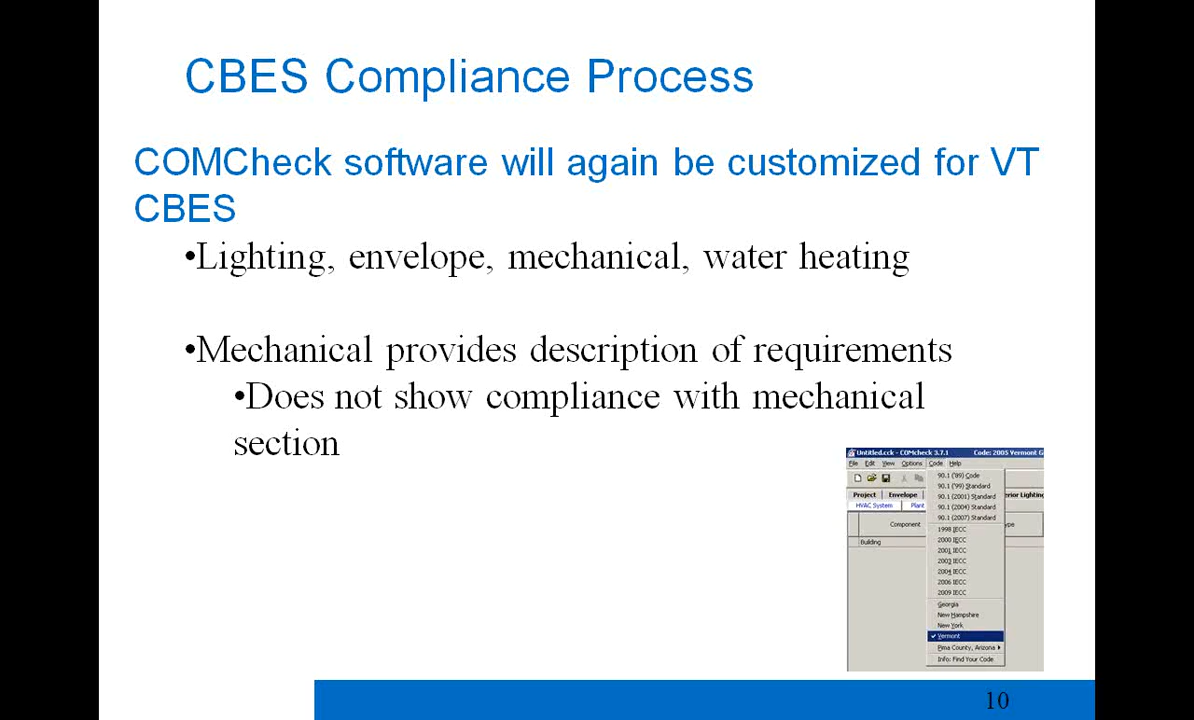 CBES Compliance Process
COMCheck software will again be customized for VT
CBES
•Lighting, envelope, mechanical, water heating
•Mechanical provides description of requirements
•Does not show compliance with mechanical
section
Untitled.cck - COMcheck 3.7.1 Code: 2005 Vermont G
File Edit View Options Code Help
90.1 ('89) Code
90.1 ('99) Standard
90.1 (2001) Standard
Project Envelope erior Lighting
HVAC System Plant
90.1 (2004) Standard
90.1 (2007) Standard
Component ype
1998 IECC
2000 IECC
Building
2001 IECC
2003 IECC
2004 IECC
2006 IECC
2009 IECC
Georgia
New Hampshire
New York
Vermont
Pima County, Arizona
Info: Find Your Code
10